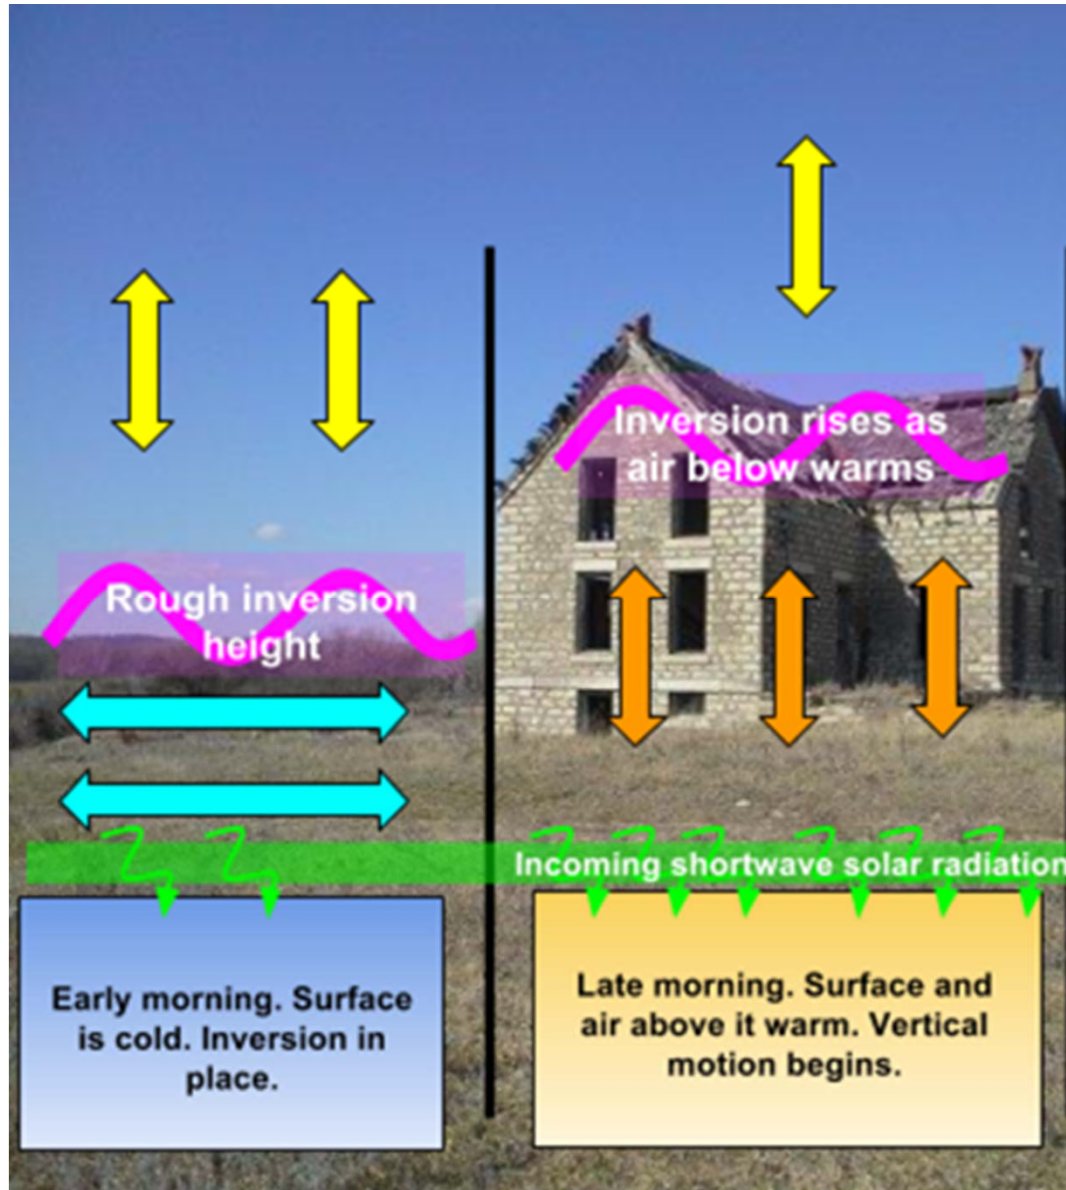 Rough inversion
height
Inversion rises as
air below warms
Incoming shortwave solar radiation
Early morning. Surface
is cold. Inversion in
place.
Late morning. Surface and
air above it warm. Vertical
motion begins.